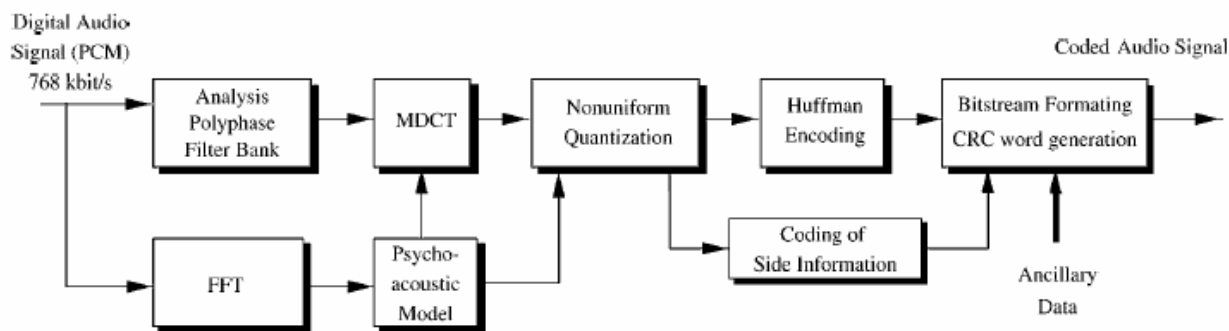 Digital Audio
Signal (PCM)
768 kbit/s
Coded Audio Signal
Analysis
Polyphase
Filter Bank
MDCT
Nonuniform
Quantization
Huffman
Encoding
Bitstream Formating
CRC word generation
FFT
Psycho-
acoustic
Model
Coding of
Side Information
Ancillary
Data